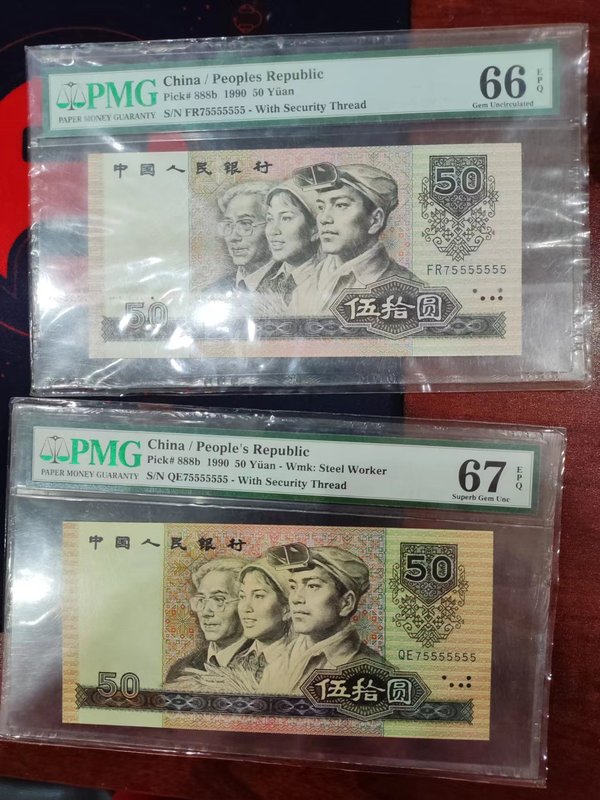 PMG
PAPER MONEY GUARANTY
China / Peoples Republic
Pick# 888b 1990 50 Yüan
S/N FR75555555 - With Security Thread
66 EPQ
Gem Uncirculated
中国人民银行
50
FR75555555
50
伍拾圆
PMG
PAPER MONEY GUARANTY
China / People's Republic
Pick# 888b 1990 50 Yüan - Wmk: Steel Worker
S/N QE75555555 - With Security Thread
67 EPQ
Superb Gem Unc
中国人民银行
50
QE75555555
50
伍拾圆